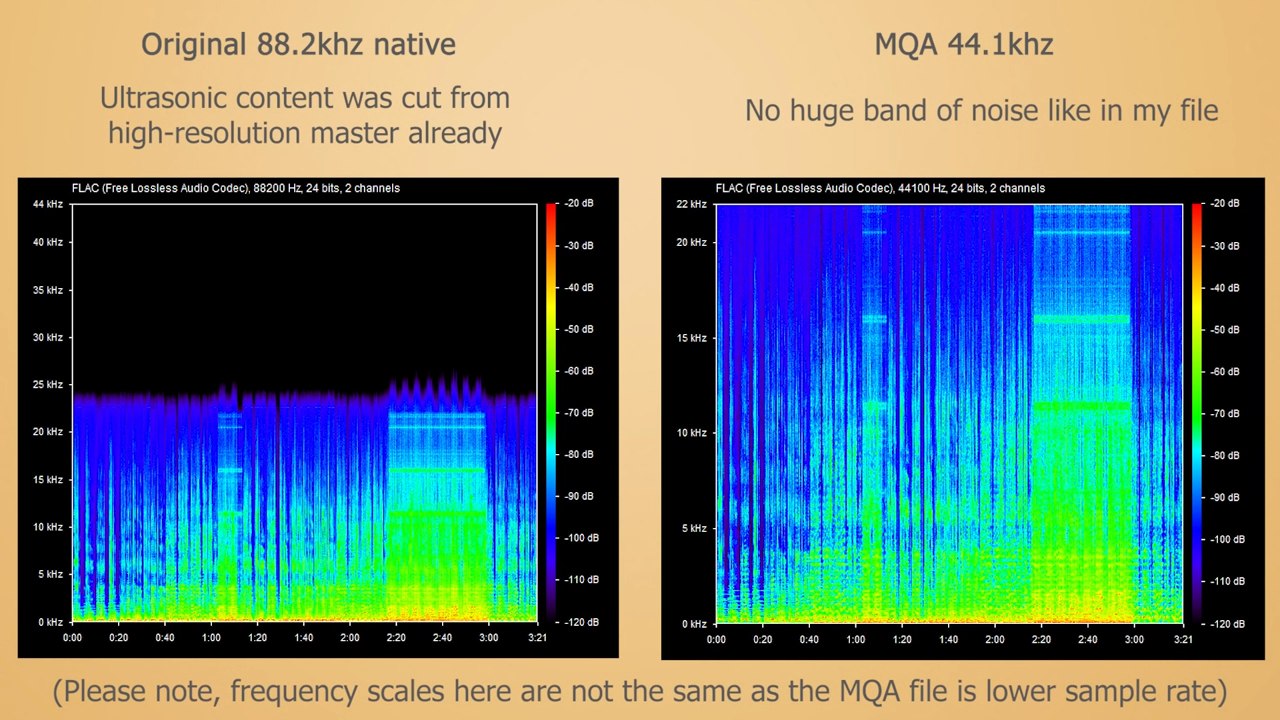 Original 88.2khz native
Ultrasonic content was cut from
high-resolution master already
MQA 44.1khz
No huge band of noise like in my file
FLAC (Free Lossless Audio Codec), 88200 Hz, 24 bits, 2 channels
44 kHz
40 kHz
35 kHz
30 kHz
25 kHz
20 kHz
15 kHz
10 kHz
5 kHz
0 kHz
0:00 0:20 0:40 1:00 1:20 1:40 2:00 2:20 2:40 3:00 3:21
-20 dB
-30 dB
-40 dB
-50 dB
-60 dB
-70 dB
-80 dB
-90 dB
-100 dB
-110 dB
-120 dB
FLAC (Free Lossless Audio Codec), 44100 Hz, 24 bits, 2 channels
22 kHz
20 kHz
15 kHz
10 kHz
5 kHz
0 kHz
0:00 0:20 0:40 1:00 1:20 1:40 2:00 2:20 2:40 3:00 3:21
-20 dB
-30 dB
-40 dB
-50 dB
-60 dB
-70 dB
-80 dB
-90 dB
-100 dB
-110 dB
-120 dB
(Please note, frequency scales here are not the same as the MQA file is lower sample rate)